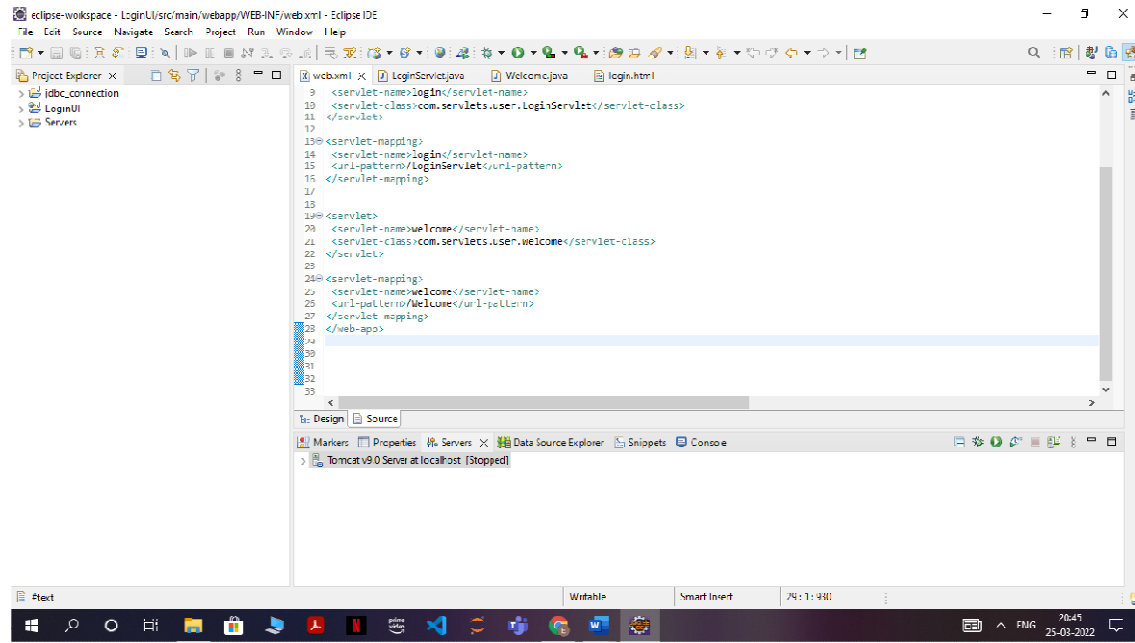 eclipse-workspace - LoginUI/src/main/webapp/WEB-INF/web.xml - Eclipse IDE
File Edit Source Navigate Search Project Run Window Help
Project Explorer
web.xml LoginServlet.java Welcome.java login.html
jdbc_connection
LoginUI
Servers
9 <servlet-name>login</servlet-name>
10 <servlet-class>com.servlets.user.LoginServlet</servlet-class>
11 </servlet>
12
13 <servlet-mapping>
14 <servlet-name>login</servlet-name>
15 <url-pattern>/LoginServlet</url-pattern>
16 </servlet-mapping>
17
18
19 <servlet>
20 <servlet-name>welcome</servlet-name>
21 <servlet-class>com.servlets.user.Welcome</servlet-class>
22 </servlet>
23
24 <servlet-mapping>
25 <servlet-name>welcome</servlet-name>
26 <url-pattern>/Welcome</url-pattern>
27 </servlet-mapping>
28 </web-app>
29
30
31
32
33
Design Source
Markers Properties Servers Data Source Explorer Snippets Console
Tomcat v9.0 Server at localhost [Stopped]
#text Writable Smart Insert 29 : 1 : 930
prime video
ENG
20:45
25-03-2022